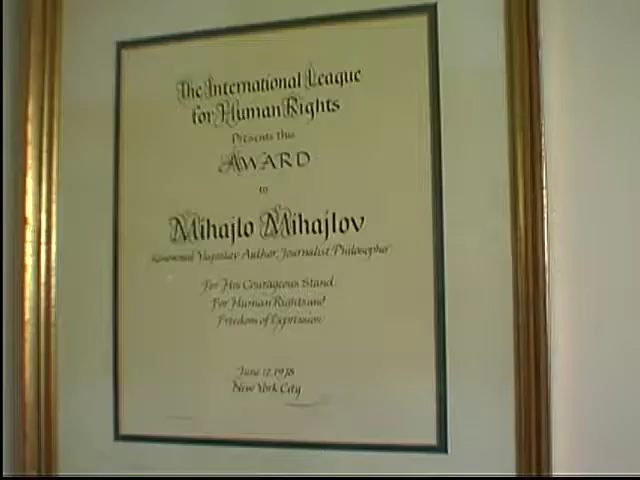 The International League
for Human Rights
Presents this
AWARD
to
Mihajlo Mihajlov
Renowned Yugoslav Author, Journalist, Philosopher
For His Courageous Stand
For Human Rights and
Freedom of Expression
June 12, 1978
New York City